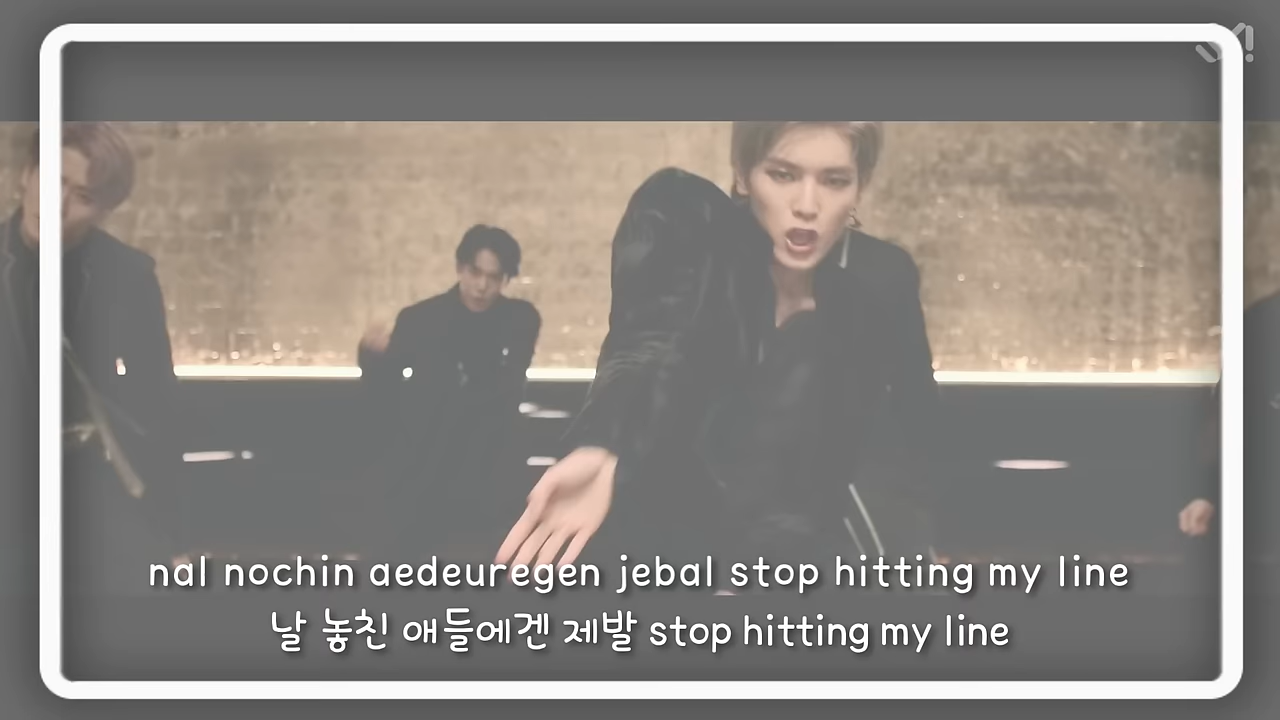 nal nochin aedeuregen jebal stop hitting my line
날 놓친 애들에겐 제발 stop hitting my line